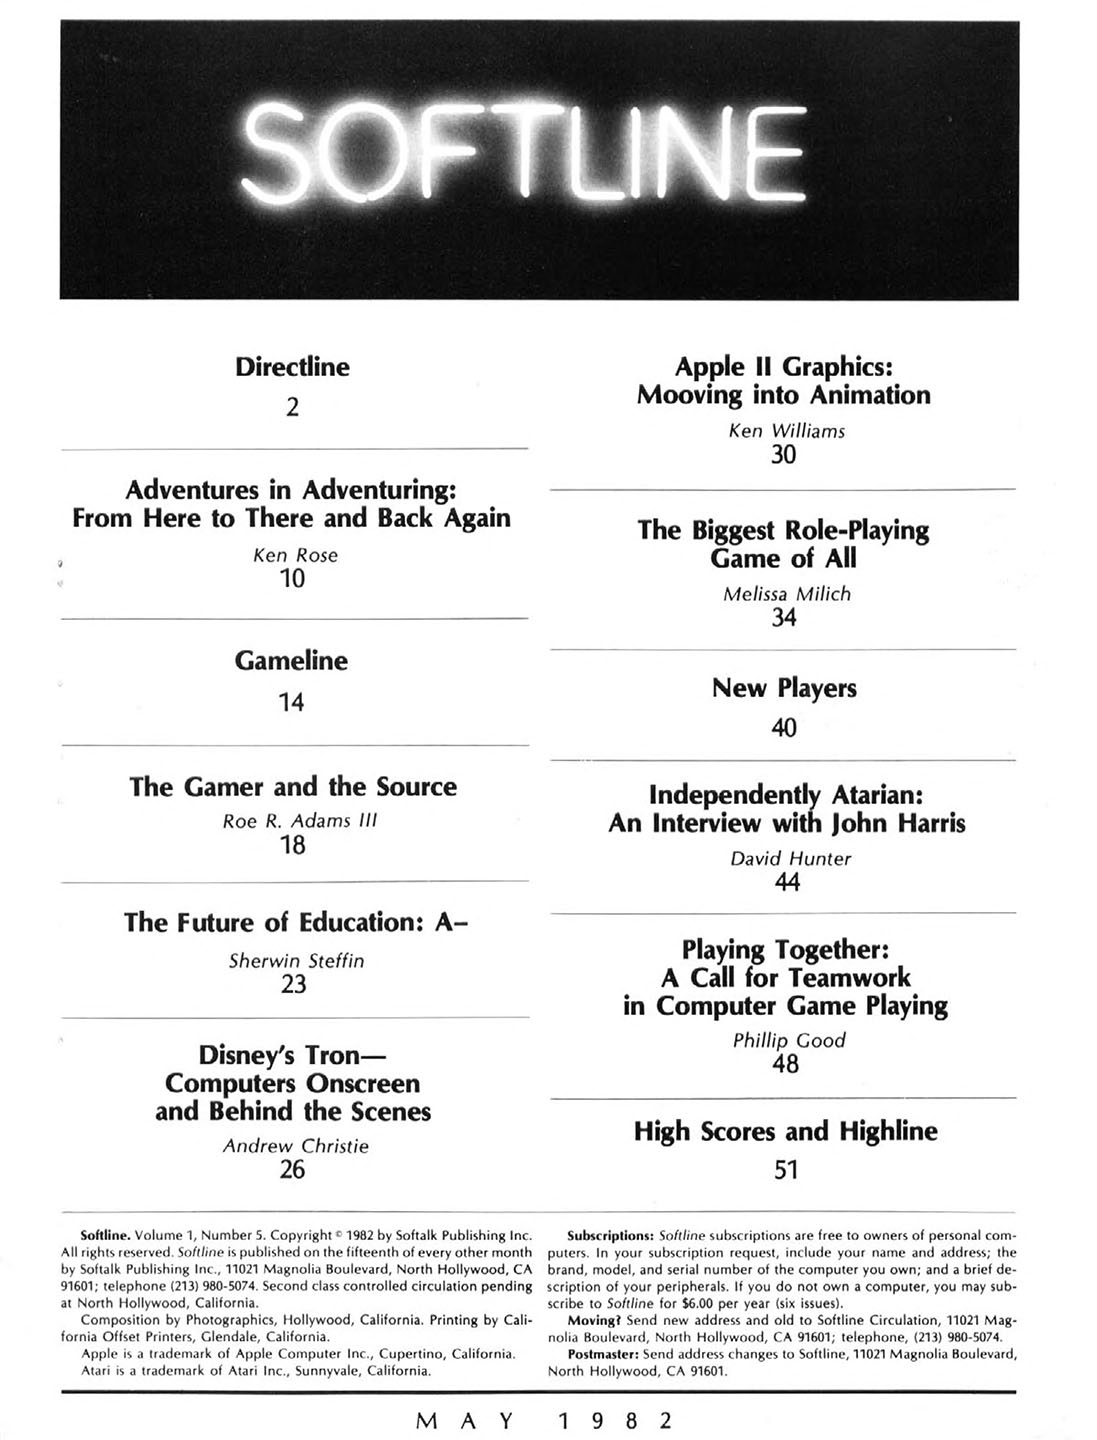 SOFTLINE
Directline
2
Adventures in Adventuring:
From Here to There and Back Again
Ken Rose
10
Gameline
14
The Gamer and the Source
Roe R. Adams III
18
The Future of Education: A–
Sherwin Steffin
23
Disney's Tron—
Computers Onscreen
and Behind the Scenes
Andrew Christie
26
Apple II Graphics:
Mooving into Animation
Ken Williams
30
The Biggest Role-Playing
Game of All
Melissa Milich
34
New Players
40
Independently Atarian:
An Interview with John Harris
David Hunter
44
Playing Together:
A Call for Teamwork
in Computer Game Playing
Phillip Good
48
High Scores and Highline
51
Softline. Volume 1, Number 5. Copyright © 1982 by Softalk Publishing Inc.
All rights reserved. Softline is published on the fifteenth of every other month
by Softalk Publishing Inc., 11021 Magnolia Boulevard, North Hollywood, CA
91601; telephone (213) 980-5074. Second class controlled circulation pending
at North Hollywood, California.
Composition by Photographics, Hollywood, California. Printing by Cali-
fornia Offset Printers, Glendale, California.
Apple is a trademark of Apple Computer Inc., Cupertino, California.
Atari is a trademark of Atari Inc., Sunnyvale, California.
Subscriptions: Softline subscriptions are free to owners of personal com-
puters. In your subscription request, include your name and address; the
brand, model, and serial number of the computer you own; and a brief de-
scription of your peripherals. If you do not own a computer, you may sub-
scribe to Softline for $6.00 per year (six issues).
Moving? Send new address and old to Softline Circulation, 11021 Mag-
nolia Boulevard, North Hollywood, CA 91601; telephone, (213) 980-5074.
Postmaster: Send address changes to Softline, 11021 Magnolia Boulevard,
North Hollywood, CA 91601.
MAY 1982